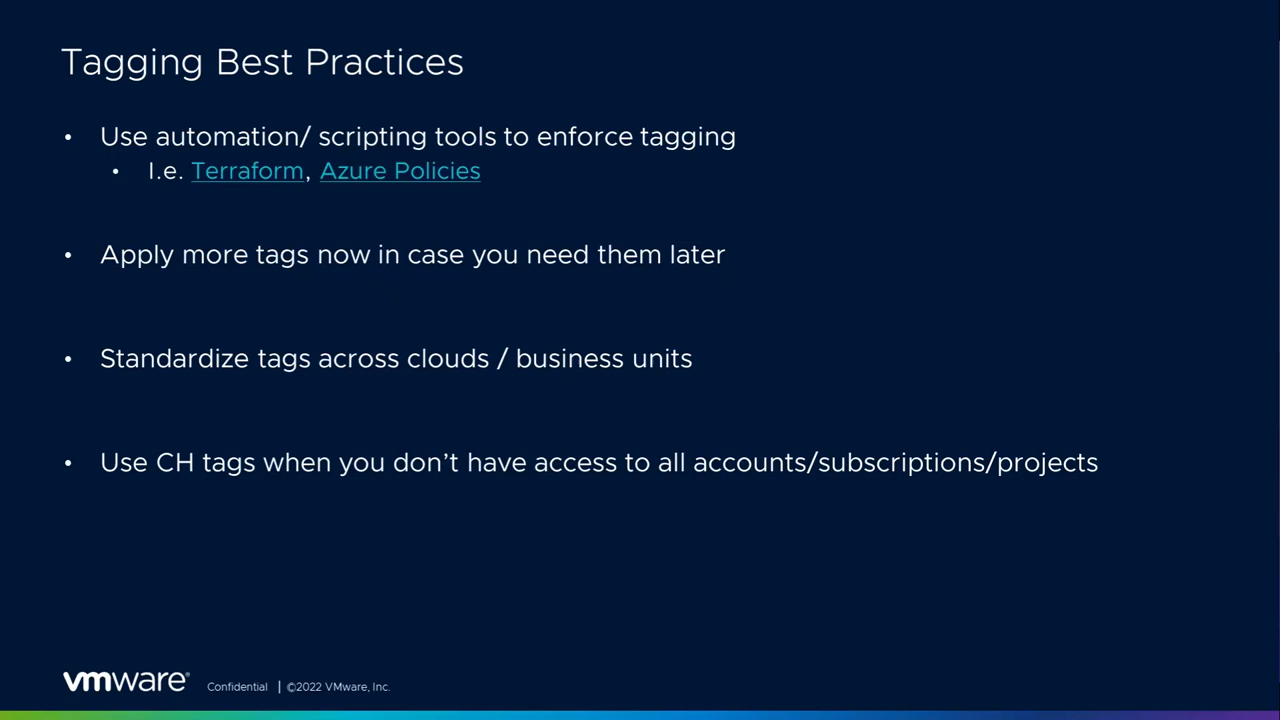 Tagging Best Practices
• Use automation/ scripting tools to enforce tagging
• I.e. Terraform, Azure Policies
• Apply more tags now in case you need them later
• Standardize tags across clouds / business units
• Use CH tags when you don’t have access to all accounts/subscriptions/projects
vmware® Confidential | ©2022 VMware, Inc.